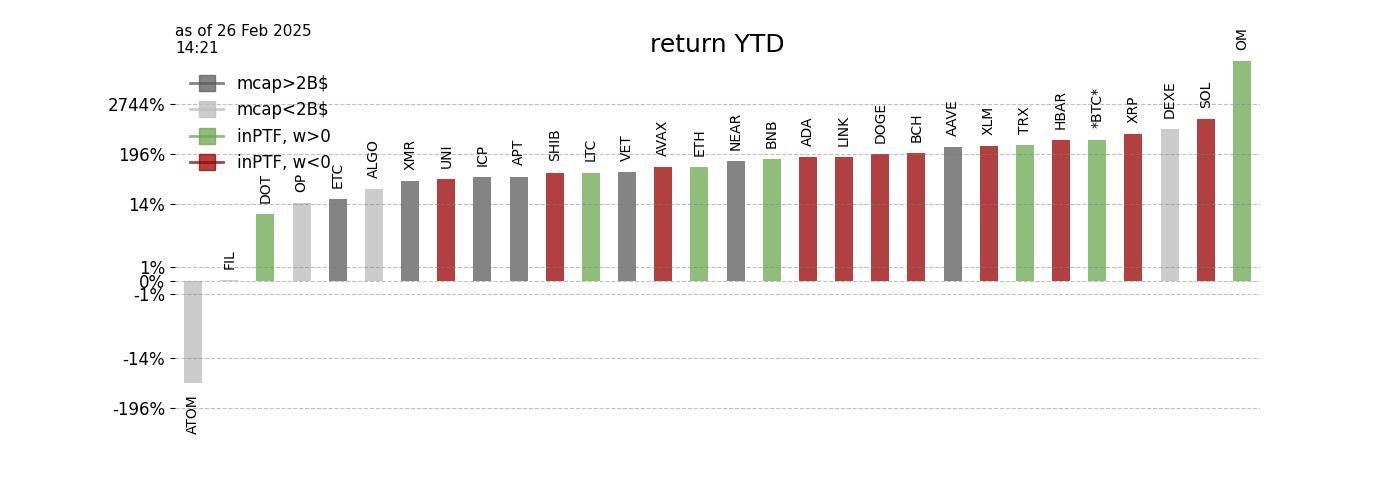 as of 26 Feb 2025
14:21
return YTD
mcap>2B$
mcap<2B$
inPTF, w>0
inPTF, w<0
2744%
196%
14%
1%
0%
-1%
-14%
-196%
ATOM
FIL
DOT
OP
ETC
ALGO
XMR
UNI
ICP
APT
SHIB
LTC
VET
AVAX
ETH
NEAR
BNB
ADA
LINK
DOGE
BCH
AAVE
XLM
TRX
HBAR
*BTC*
XRP
DEXE
SOL
OM